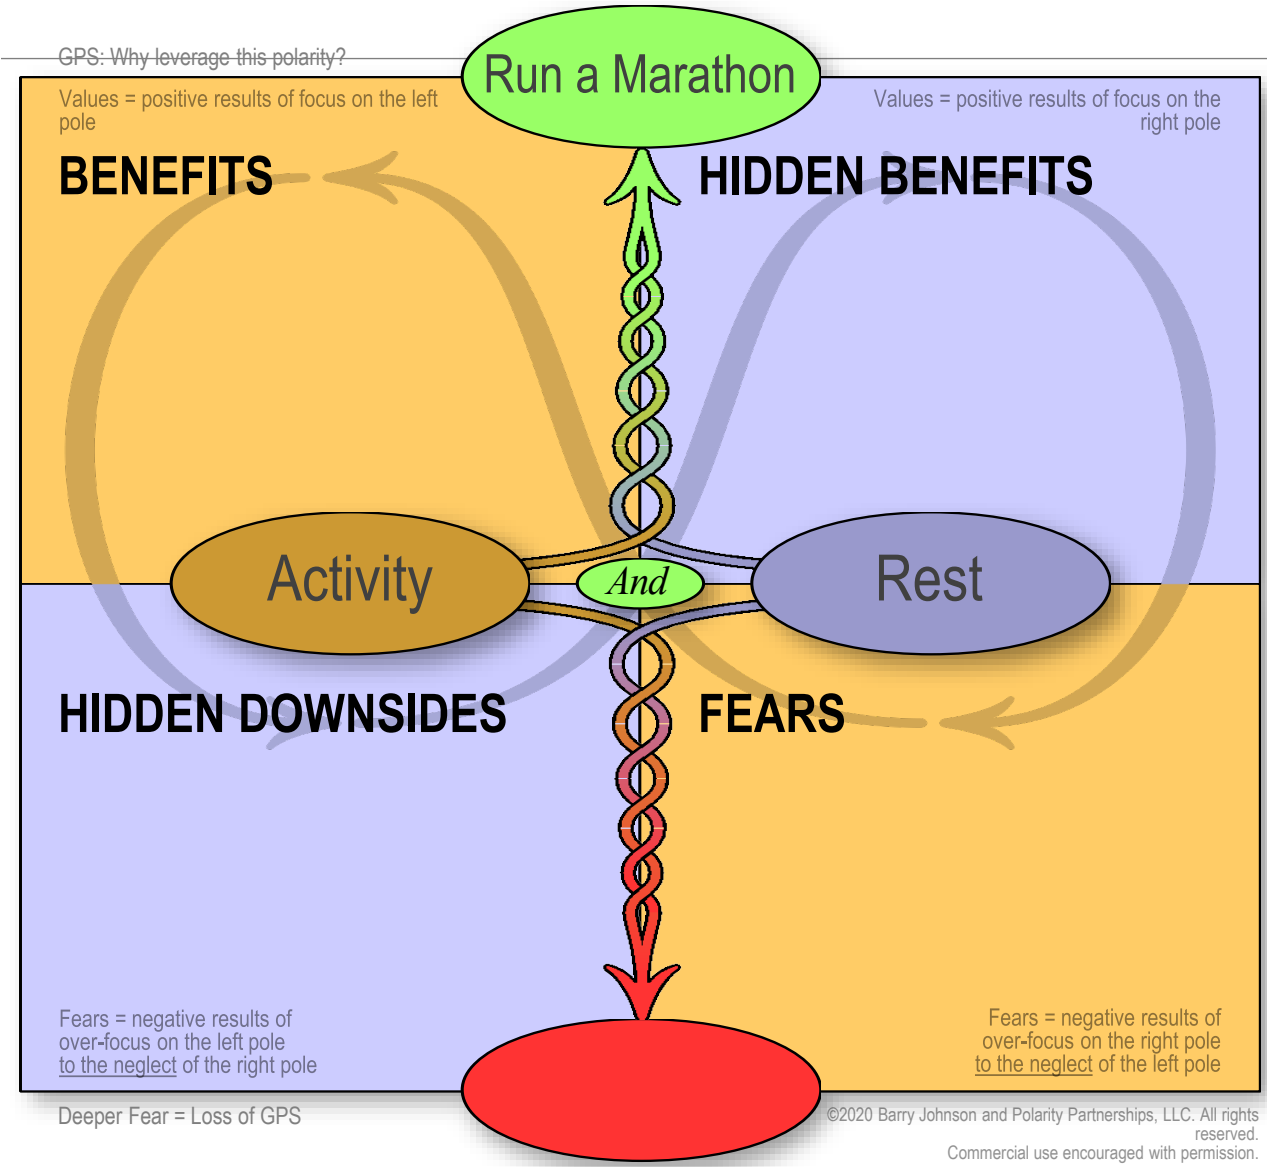 GPS: Why leverage this polarity?
Run a Marathon
Values = positive results of focus on the left
pole
Values = positive results of focus on the
right pole
BENEFITS
HIDDEN BENEFITS
Activity
And
Rest
HIDDEN DOWNSIDES
FEARS
Fears = negative results of
over-focus on the left pole
to the neglect of the right pole
Fears = negative results of
over-focus on the right pole
to the neglect of the left pole
Deeper Fear = Loss of GPS
©2020 Barry Johnson and Polarity Partnerships, LLC. All rights
reserved.
Commercial use encouraged with permission.